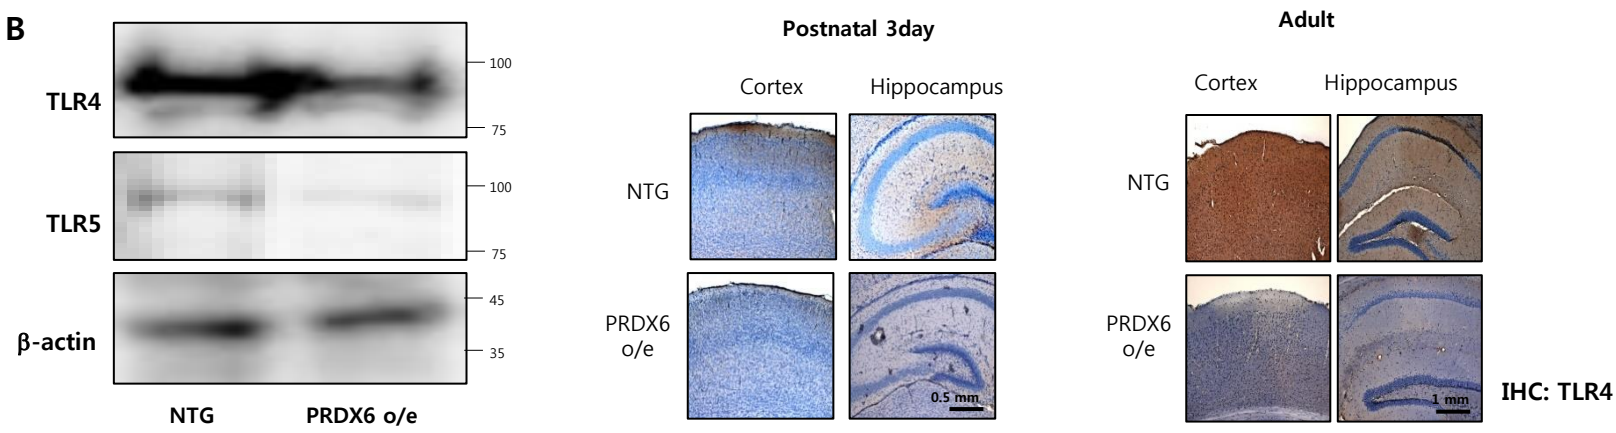 B
TLR4
100
75
TLR5
100
75
β-actin
45
35
NTG
PRDX6 o/e
Postnatal 3day
Cortex
Hippocampus
NTG
PRDX6
o/e
0.5 mm
Adult
Cortex
Hippocampus
NTG
PRDX6
o/e
1 mm
IHC: TLR4